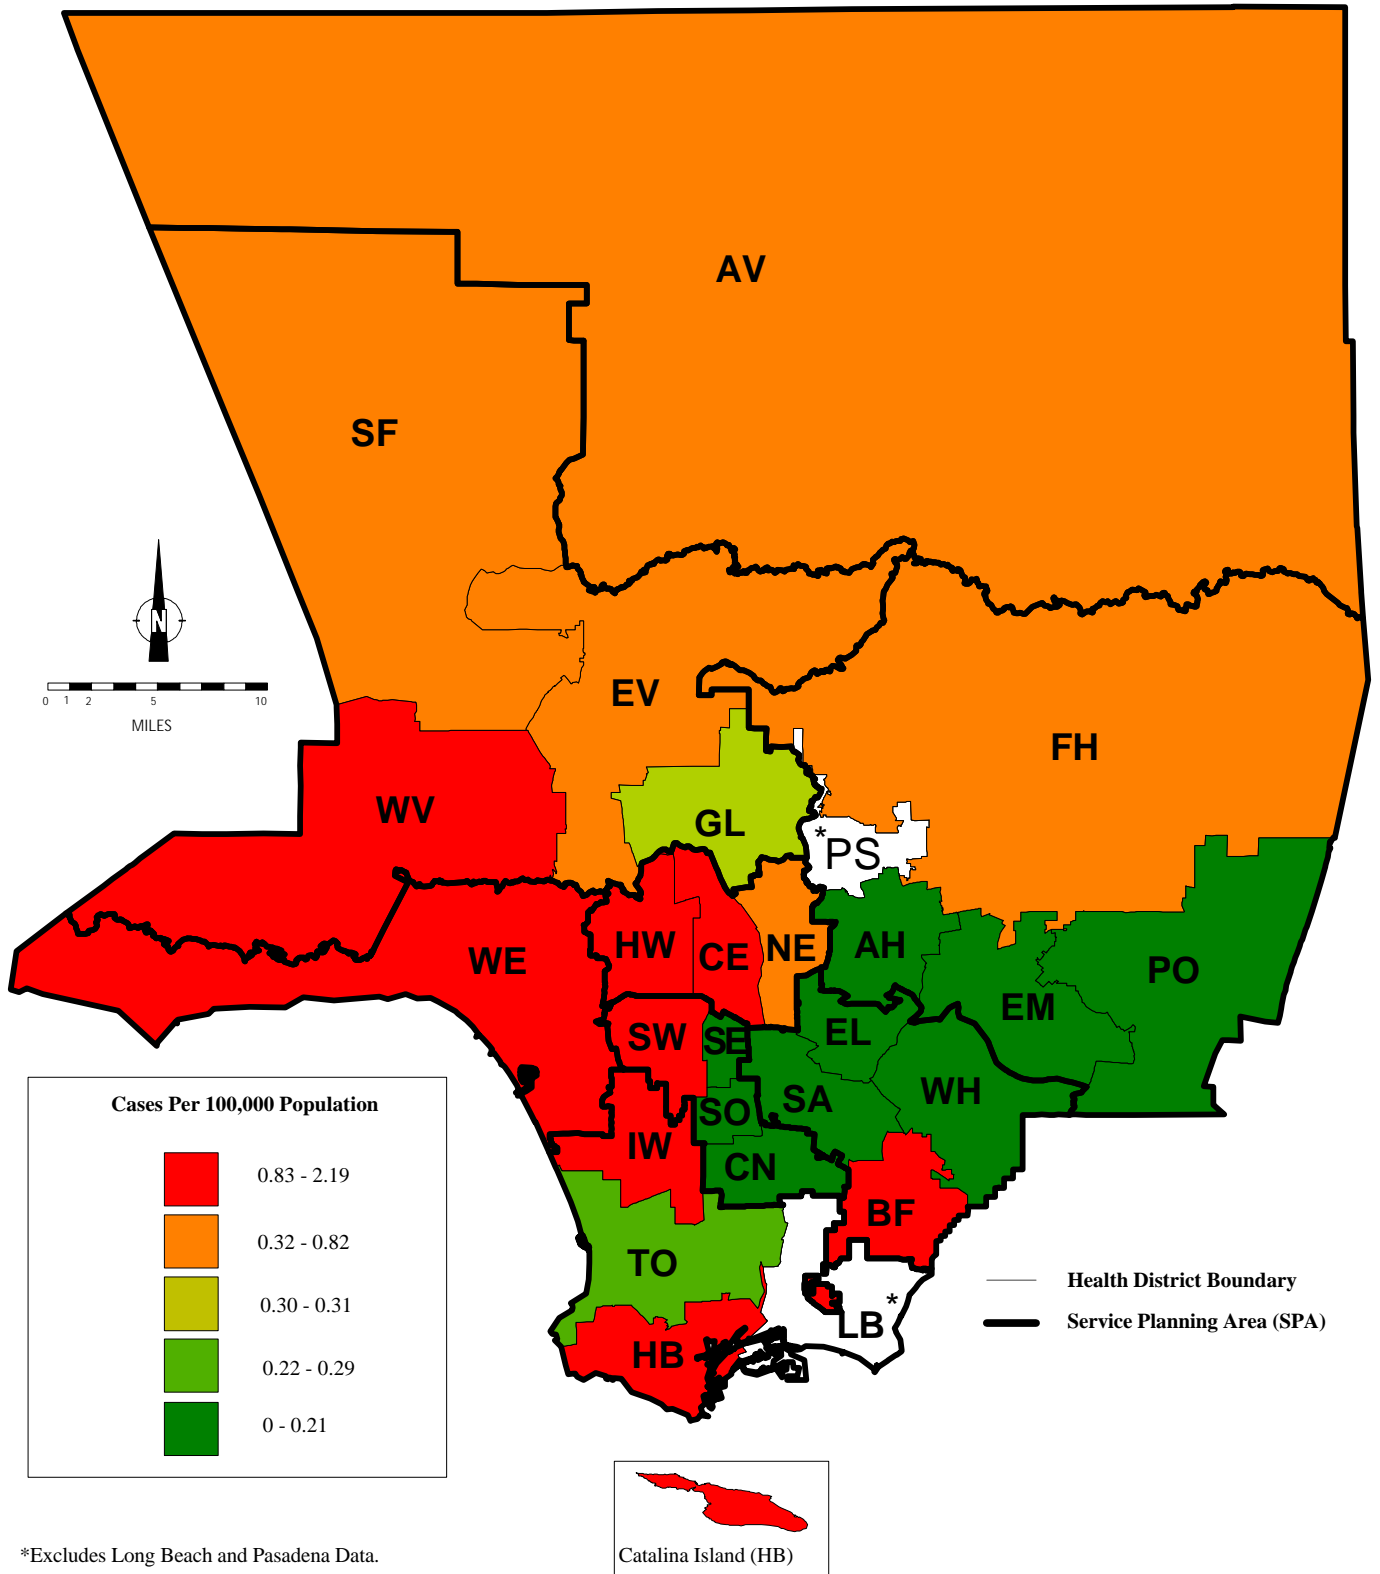 AV
SF
N
0 1 2 5 10
MILES
EV
FH
WV
GL
*PS
HW
CE
NE
AH
WE
PO
EM
SW
SE
EL
SA
WH
SO
IW
CN
BF
TO
LB*
HB
Cases Per 100,000 Population
0.83 - 2.19
0.32 - 0.82
0.30 - 0.31
0.22 - 0.29
0 - 0.21
Health District Boundary
Service Planning Area (SPA)
*Excludes Long Beach and Pasadena Data.
Catalina Island (HB)